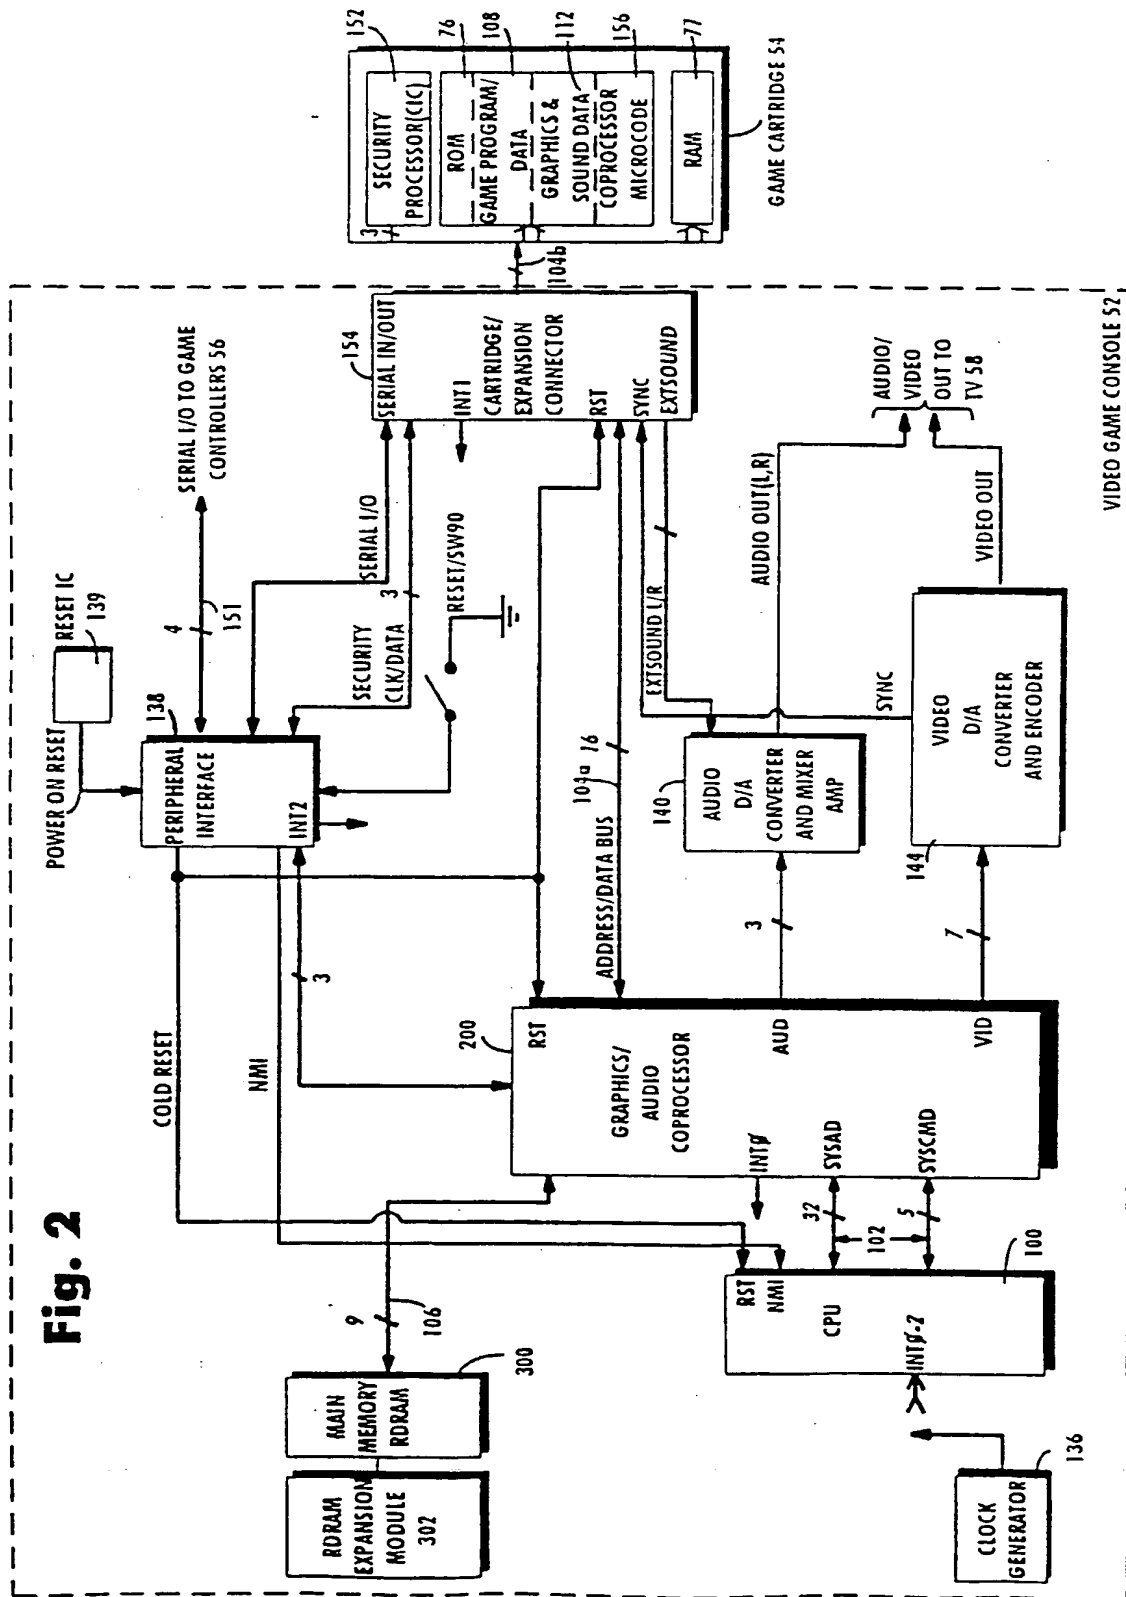 Fig. 2
VIDEO GAME CONSOLE 52
RDRAM
EXPANSION
MODULE
302
MAIN
MEMORY
RDRAM
300
9
106
CLOCK
GENERATOR
136
RST
NMI
CPU
INTØ-2
100
32
102
5
COLD RESET
NMI
3
200
RST
GRAPHICS/
AUDIO
COPROCESSOR
INTØ
SYSAD
SYSCMD
AUD
VID
POWER ON RESET
RESET IC
139
138
PERIPHERAL
INTERFACE
INT2
4
151
SERIAL I/O TO GAME
CONTROLLERS 56
SERIAL I/O
SECURITY
CLK/DATA
3
RESET/SW90
ADDRESS/DATA BUS
104a
16
3
7
140
AUDIO
D/A
CONVERTER
AND MIXER
AMP
EXTSOUND L/R
144
VIDEO
D/A
CONVERTER
AND ENCODER
SYNC
AUDIO OUT(L,R)
VIDEO OUT
AUDIO/
VIDEO
OUT TO
TV 58
154
SERIAL IN/OUT
INT1
CARTRIDGE/
EXPANSION
CONNECTOR
RST
SYNC
EXTSOUND
104b
152
SECURITY
PROCESSOR(CIC)
3
76
ROM
108
GAME PROGRAM/
DATA
112
GRAPHICS &
SOUND DATA
156
COPROCESSOR
MICROCODE
77
RAM
GAME CARTRIDGE 54